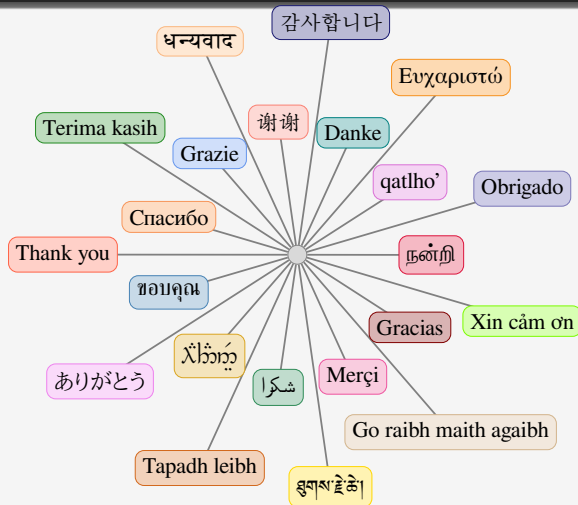 감사합니다
धन्यवाद
Ευχαριστώ
谢谢
Terima kasih
Danke
Grazie
qatlho’
Obrigado
Спасибо
Thank you
நன்றி
ขอบคุณ
Xin cảm ơn
Gracias
شكرًا
Merçi
ありがとう
Go raibh maith agaibh
Tapadh leibh
ཐུགས་རྗེ་ཆེ།